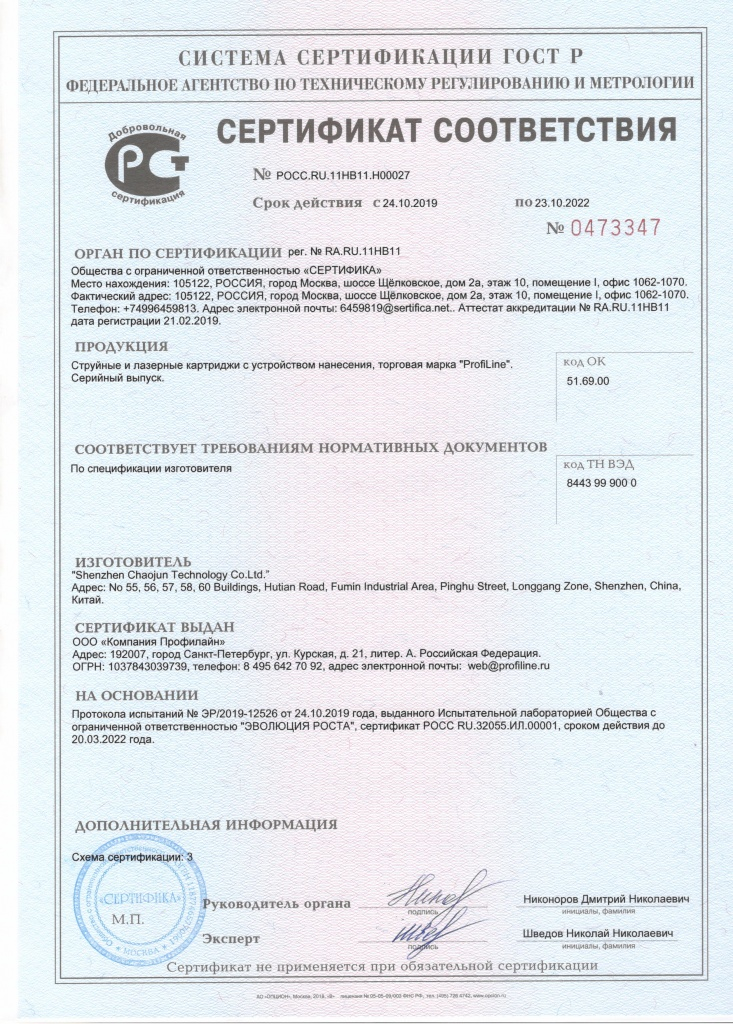 СИСТЕМА СЕРТИФИКАЦИИ ГОСТ Р
ФЕДЕРАЛЬНОЕ АГЕНТСТВО ПО ТЕХНИЧЕСКОМУ РЕГУЛИРОВАНИЮ И МЕТРОЛОГИИ
Добровольная
РСТ
сертификация
СЕРТИФИКАТ СООТВЕТСТВИЯ
№ РОСС.RU.11НВ11.Н00027
Срок действия с 24.10.2019 по 23.10.2022
№ 0473347
ОРГАН ПО СЕРТИФИКАЦИИ рег. № RA.RU.11НВ11
Общества с ограниченной ответственностью «СЕРТИФИКА»
Место нахождения: 105122, РОССИЯ, город Москва, шоссе Щёлковское, дом 2а, этаж 10, помещение I, офис 1062-1070.
Фактический адрес: 105122, РОССИЯ, город Москва, шоссе Щёлковское, дом 2а, этаж 10, помещение I, офис 1062-1070.
Телефон: +74996459813. Адрес электронной почты: 6459819@sertifica.net.. Аттестат аккредитации № RA.RU.11НВ11
дата регистрации 21.02.2019.
ПРОДУКЦИЯ
Струйные и лазерные картриджи с устройством нанесения, торговая марка "ProfiLine".
Серийный выпуск.
код ОК
51.69.00
СООТВЕТСТВУЕТ ТРЕБОВАНИЯМ НОРМАТИВНЫХ ДОКУМЕНТОВ
По спецификации изготовителя
код ТН ВЭД
8443 99 900 0
ИЗГОТОВИТЕЛЬ
"Shenzhen Chaojun Technology Co.Ltd."
Адрес: No 55, 56, 57, 58, 60 Buildings, Hutian Road, Fumin Industrial Area, Pinghu Street, Longgang Zone, Shenzhen, China,
Китай.
СЕРТИФИКАТ ВЫДАН
ООО «Компания Профилайн»
Адрес: 192007, город Санкт-Петербург, ул. Курская, д. 21, литер. А. Российская Федерация.
ОГРН: 1037843039739, телефон: 8 495 642 70 92, адрес электронной почты: web@profiline.ru
НА ОСНОВАНИИ
Протокола испытаний № ЭР/2019-12526 от 24.10.2019 года, выданного Испытательной лабораторией Общества с
ограниченной ответственностью "ЭВОЛЮЦИЯ РОСТА", сертификат РОСС RU.32055.ИЛ.00001, сроком действия до
20.03.2022 года.
ДОПОЛНИТЕЛЬНАЯ ИНФОРМАЦИЯ
Схема сертификации: 3
«СЕРТИФИКА»
М.П.
МОСКВА
Руководитель органа
подпись
Никоноров Дмитрий Николаевич
инициалы, фамилия
Эксперт
подпись
Шведов Николай Николаевич
инициалы, фамилия
Сертификат не применяется при обязательной сертификации